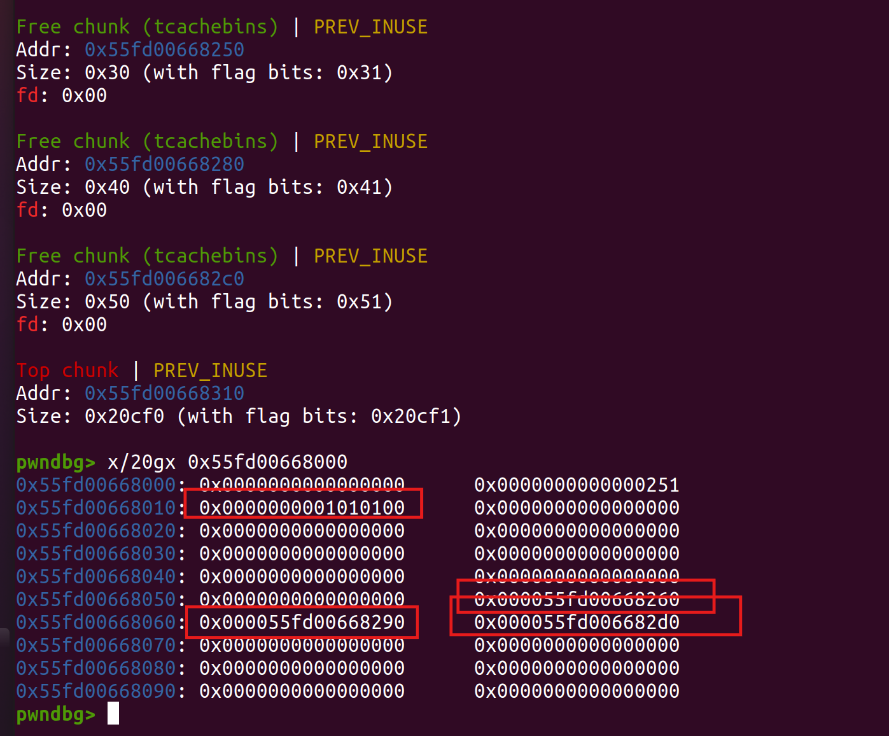 Free chunk (tcachebins) | PREV_INUSE
Addr: 0x55fd00668250
Size: 0x30 (with flag bits: 0x31)
fd: 0x00
Free chunk (tcachebins) | PREV_INUSE
Addr: 0x55fd00668280
Size: 0x40 (with flag bits: 0x41)
fd: 0x00
Free chunk (tcachebins) | PREV_INUSE
Addr: 0x55fd006682c0
Size: 0x50 (with flag bits: 0x51)
fd: 0x00
Top chunk | PREV_INUSE
Addr: 0x55fd00668310
Size: 0x20cf0 (with flag bits: 0x20cf1)
pwndbg> x/20gx 0x55fd00668000
0x55fd00668000: 0x0000000000000000 0x0000000000000251
0x55fd00668010: 0x0000000001010100 0x0000000000000000
0x55fd00668020: 0x0000000000000000 0x0000000000000000
0x55fd00668030: 0x0000000000000000 0x0000000000000000
0x55fd00668040: 0x0000000000000000 0x0000000000000000
0x55fd00668050: 0x0000000000000000 0x000055fd00668260
0x55fd00668060: 0x000055fd00668290 0x000055fd006682d0
0x55fd00668070: 0x0000000000000000 0x0000000000000000
0x55fd00668080: 0x0000000000000000 0x0000000000000000
0x55fd00668090: 0x0000000000000000 0x0000000000000000
pwndbg>